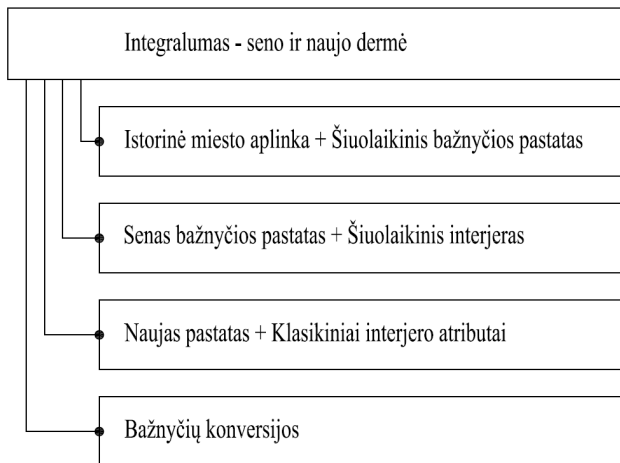 Integralumas - seno ir naujo dermė
Istorinė miesto aplinka + Šiuolaikinis bažnyčios pastatas
Senas bažnyčios pastatas + Šiuolaikinis interjeras
Naujas pastatas + Klasikiniai interjero atributai
Bažnyčių konversijos